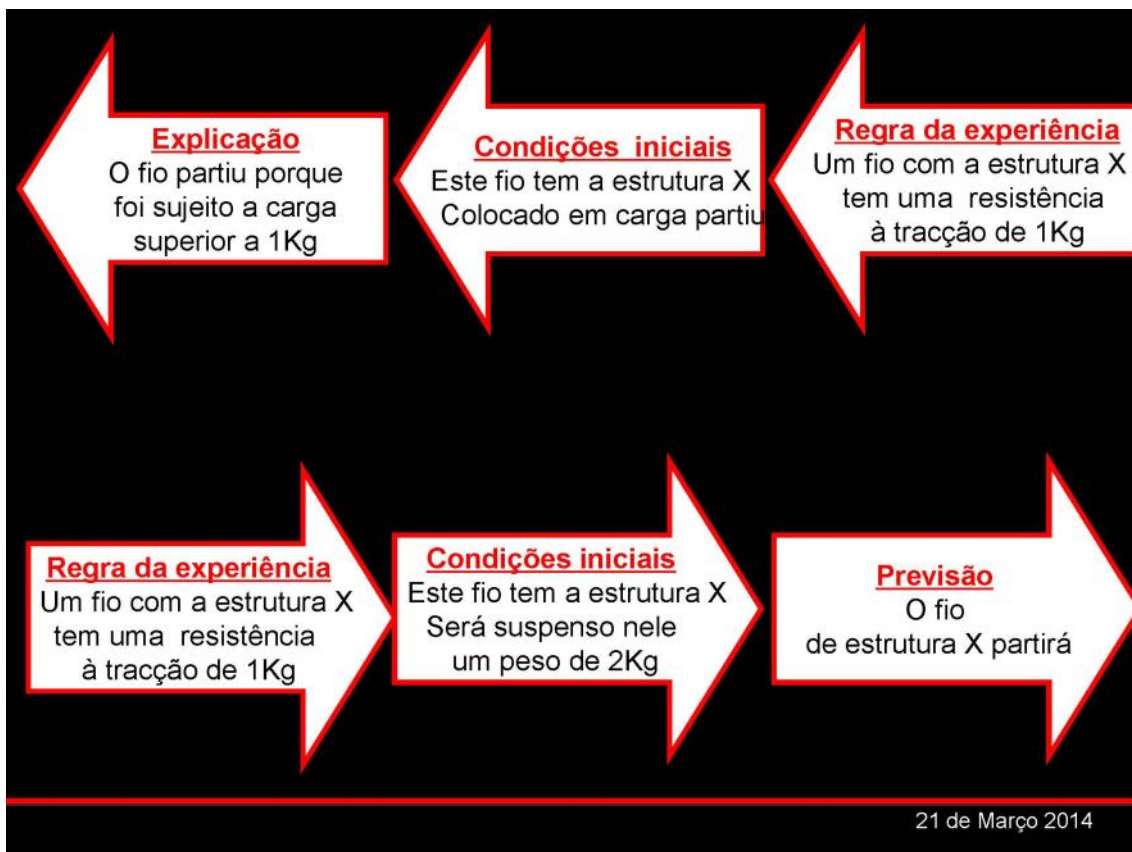 Explicação
O fio partiu porque
foi sujeito a carga
superior a 1Kg
Condições iniciais
Este fio tem a estrutura X
Colocado em carga partiu
Regra da experiência
Um fio com a estrutura X
tem uma resistência
à tracção de 1Kg
Regra da experiência
Um fio com a estrutura X
tem uma resistência
à tracção de 1Kg
Condições iniciais
Este fio tem a estrutura X
Será suspenso nele
um peso de 2Kg
Previsão
O fio
de estrutura X partirá
21 de Março 2014